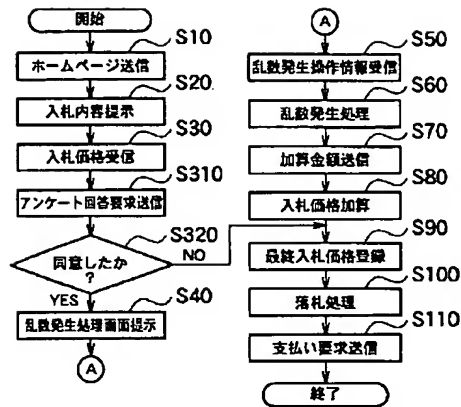 開始
S10
ホームページ送信
S20
入札内容提示
S30
入札価格受信
S310
アンケート回答要求送信
S320
同意したか
?
NO
YES
S40
乱数発生処理画面提示
A
A
S50
乱数発生操作情報受信
S60
乱数発生処理
S70
加算金額送信
S80
入札価格加算
S90
最終入札価格登録
S100
落札処理
S110
支払い要求送信
終了